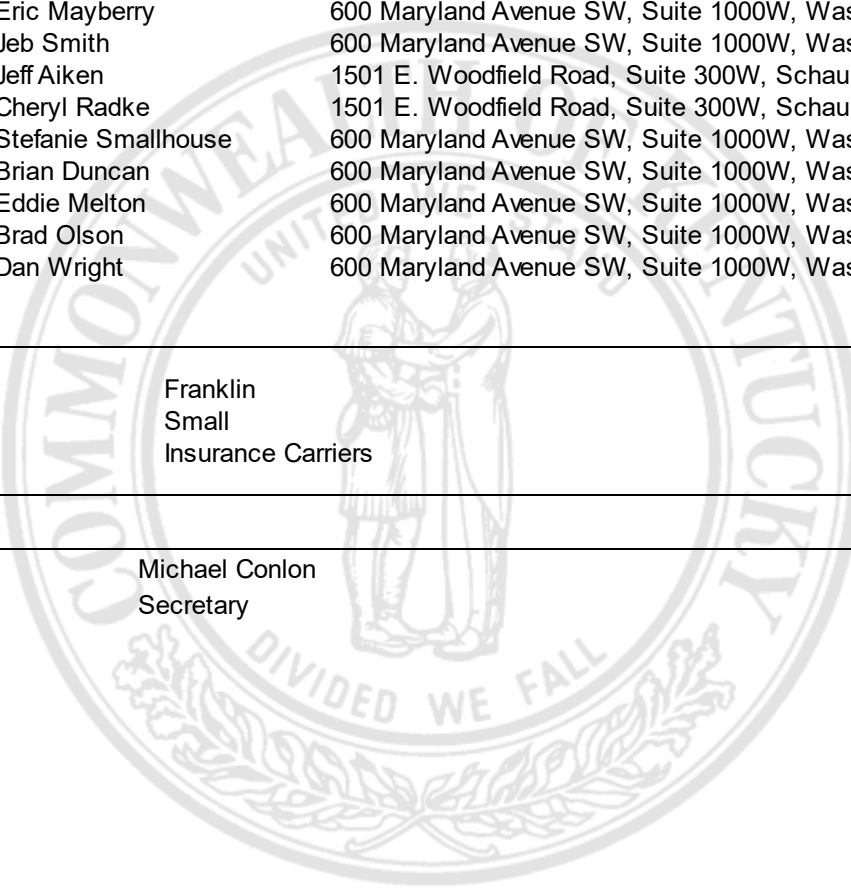 Eric Mayberry 600 Maryland Avenue SW, Suite 1000W, Was
Jeb Smith 600 Maryland Avenue SW, Suite 1000W, Was
Jeff Aiken 1501 E. Woodfield Road, Suite 300W, Schau
Cheryl Radke 1501 E. Woodfield Road, Suite 300W, Schau
Stefanie Smallhouse 600 Maryland Avenue SW, Suite 1000W, Was
Brian Duncan 600 Maryland Avenue SW, Suite 1000W, Was
Eddie Melton 600 Maryland Avenue SW, Suite 1000W, Was
Brad Olson 600 Maryland Avenue SW, Suite 1000W, Was
Dan Wright 600 Maryland Avenue SW, Suite 1000W, Was
Franklin
Small
Insurance Carriers
Michael Conlon
Secretary
COMMONWEALTH OF KENTUCKY
UNITED WE STAND
DIVIDED WE FALL